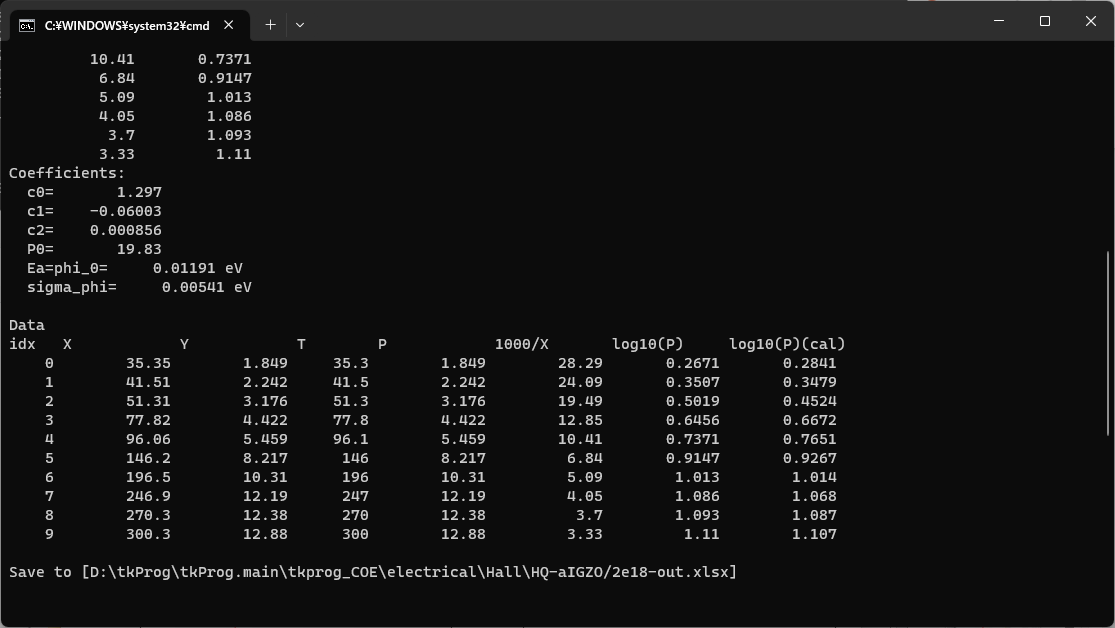 C:¥WINDOWS¥system32¥cmd
10.41 0.7371
6.84 0.9147
5.09 1.013
4.05 1.086
3.7 1.093
3.33 1.11
Coefficients:
c0= 1.297
c1= -0.06003
c2= 0.000856
P0= 19.83
Ea=phi_0= 0.01191 eV
sigma_phi= 0.00541 eV
Data
idx X Y T P 1000/X log10(P) log10(P)(cal)
0 35.35 1.849 35.3 1.849 28.29 0.2671 0.2841
1 41.51 2.242 41.5 2.242 24.09 0.3507 0.3479
2 51.31 3.176 51.3 3.176 19.49 0.5019 0.4524
3 77.82 4.422 77.8 4.422 12.85 0.6456 0.6672
4 96.06 5.459 96.1 5.459 10.41 0.7371 0.7651
5 146.2 8.217 146 8.217 6.84 0.9147 0.9267
6 196.5 10.31 196 10.31 5.09 1.013 1.014
7 246.9 12.19 247 12.19 4.05 1.086 1.068
8 270.3 12.38 270 12.38 3.7 1.093 1.087
9 300.3 12.88 300 12.88 3.33 1.11 1.107
Save to [D:\tkProg\tkProg.main\tkprog_COE\electrical\Hall\HQ-aIGZO/2e18-out.xlsx]